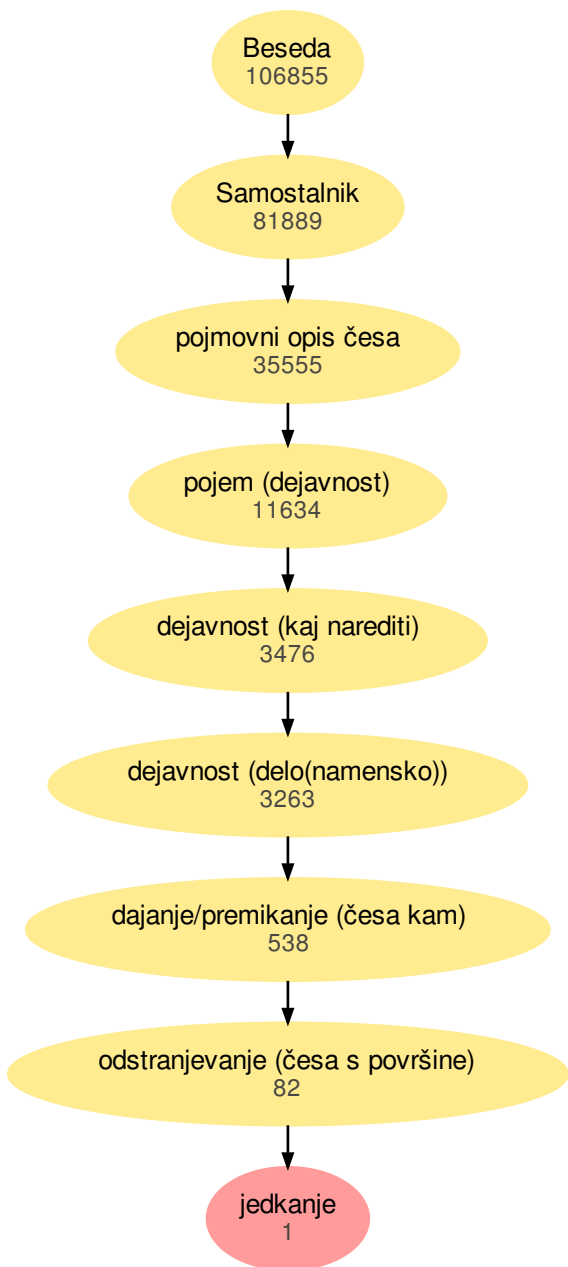 Beseda
106855
Samostalnik
81889
pojmovni opis česa
35555
pojem (dejavnost)
11634
dejavnost (kaj narediti)
3476
dejavnost (delo(namensko))
3263
dajanje/premikanje (česa kam)
538
odstranjevanje (česa s površine)
82
jedkanje
1